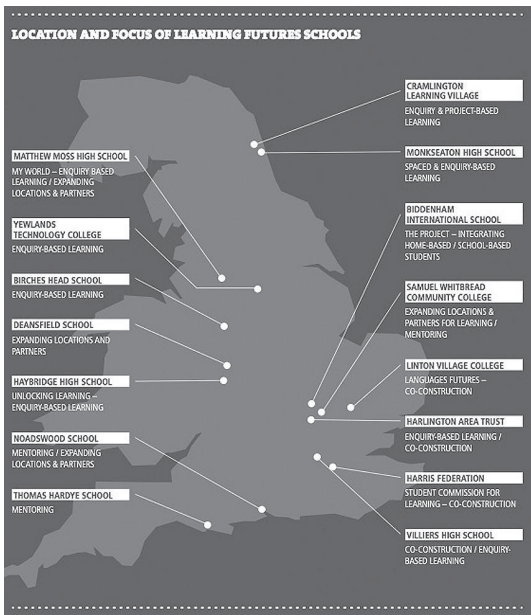 LOCATION AND FOCUS OF LEARNING FUTURES SCHOOLS
MATTHEW MOSS HIGH SCHOOL
MY WORLD – ENQUIRY BASED
LEARNING / EXPANDING
LOCATIONS & PARTNERS
YEWLANDS
TECHNOLOGY COLLEGE
ENQUIRY-BASED LEARNING
BIRCHES HEAD SCHOOL
ENQUIRY-BASED LEARNING
DEANSFIELD SCHOOL
EXPANDING LOCATIONS AND
PARTNERS
HAYBRIDGE HIGH SCHOOL
UNLOCKING LEARNING –
ENQUIRY-BASED LEARNING
NOADSWOOD SCHOOL
MENTORING / EXPANDING
LOCATIONS & PARTNERS
THOMAS HARDYE SCHOOL
MENTORING
CRAMLINGTON
LEARNING VILLAGE
ENQUIRY & PROJECT-BASED
LEARNING
MONKSEATON HIGH SCHOOL
SPACED & ENQUIRY-BASED
LEARNING
BIDDENHAM
INTERNATIONAL SCHOOL
THE PROJECT – INTEGRATING
HOME-BASED / SCHOOL-BASED
STUDENTS
SAMUEL WHITBREAD
COMMUNITY COLLEGE
EXPANDING LOCATIONS &
PARTNERS FOR LEARNING /
MENTORING
LINTON VILLAGE COLLEGE
LANGUAGES FUTURES –
CO-CONSTRUCTION
HARLINGTON AREA TRUST
ENQUIRY-BASED LEARNING /
CO-CONSTRUCTION
HARRIS FEDERATION
STUDENT COMMISSION FOR
LEARNING – CO-CONSTRUCTION
VILLIERS HIGH SCHOOL
CO-CONSTRUCTION / ENQUIRY-
BASED LEARNING